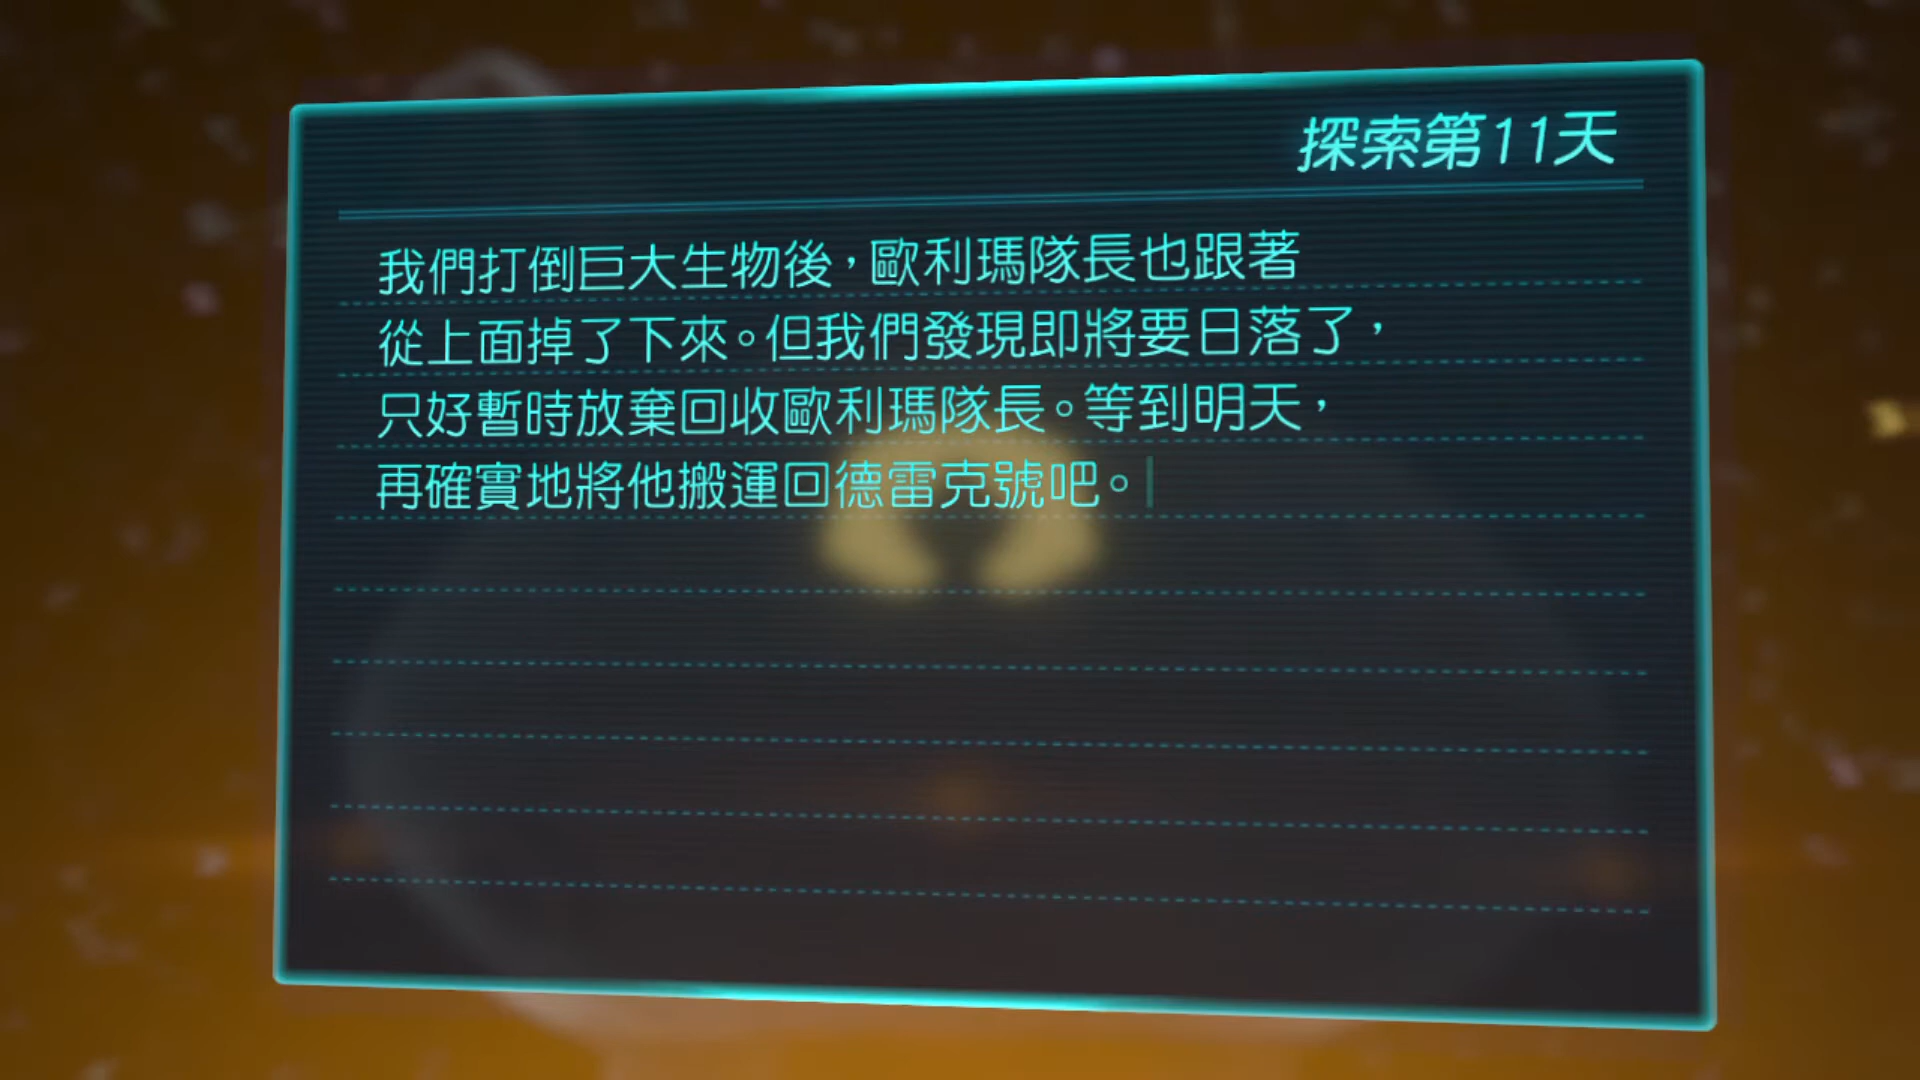 探索第11天
我們打倒巨大生物後，歐利瑪隊長也跟著
從上面掉了下來。但我們發現即將要日落了，
只好暫時放棄回收歐利瑪隊長。等到明天，
再確實地將他搬運回德雷克號吧。